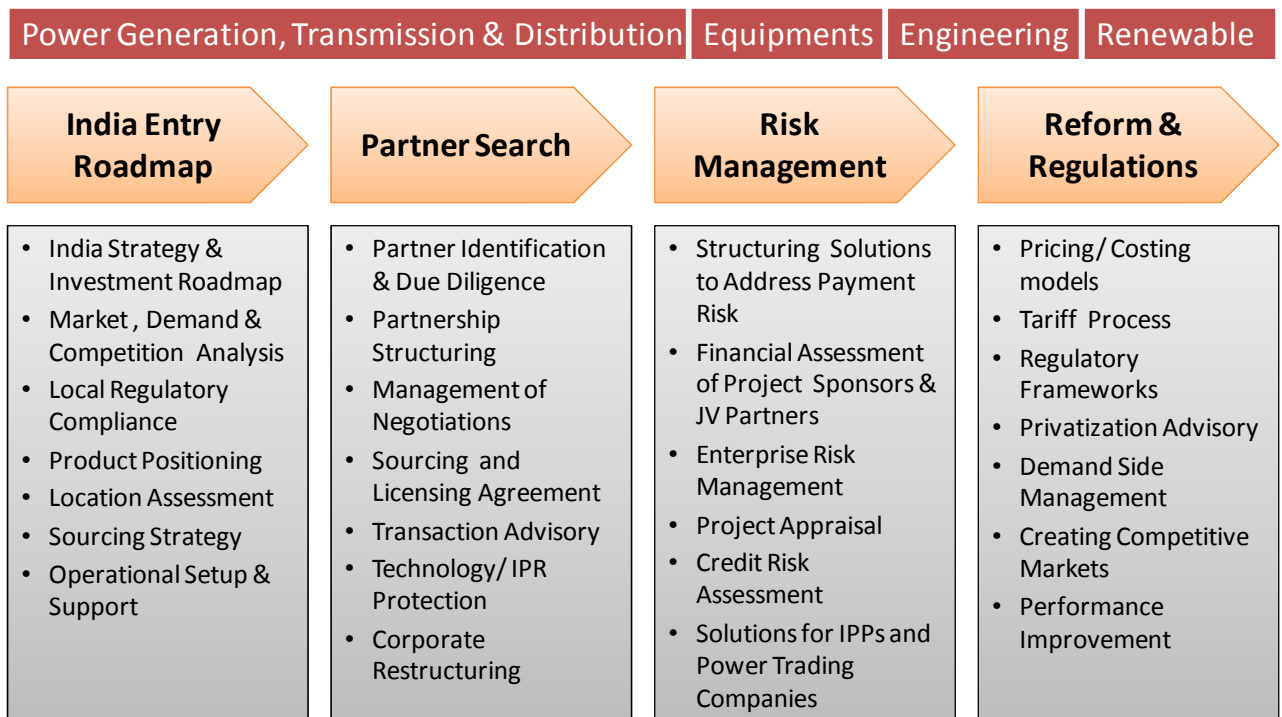 Power Generation, Transmission & Distribution
Equipments
Engineering
Renewable
India Entry
Roadmap
• India Strategy &
Investment Roadmap
• Market , Demand &
Competition Analysis
• Local Regulatory
Compliance
• Product Positioning
• Location Assessment
• Sourcing Strategy
• Operational Setup &
Support
Partner Search
• Partner Identification
& Due Diligence
• Partnership
Structuring
• Management of
Negotiations
• Sourcing and
Licensing Agreement
• Transaction Advisory
• Technology/ IPR
Protection
• Corporate
Restructuring
Risk
Management
• Structuring Solutions
to Address Payment
Risk
• Financial Assessment
of Project Sponsors &
JV Partners
• Enterprise Risk
Management
• Project Appraisal
• Credit Risk
Assessment
• Solutions for IPPs and
Power Trading
Companies
Reform &
Regulations
• Pricing/ Costing
models
• Tariff Process
• Regulatory
Frameworks
• Privatization Advisory
• Demand Side
Management
• Creating Competitive
Markets
• Performance
Improvement